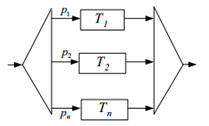 p₁ T₁
p₂ T₂
pₙ Tₙ